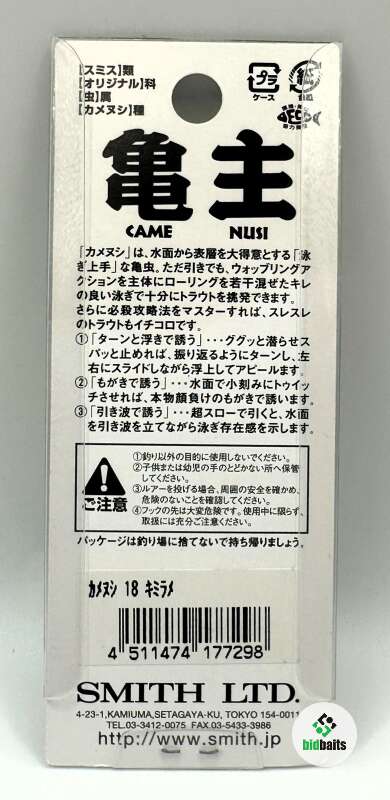 【スミス】類
【オリジナル】科
【虫】属
【カメヌシ】種
プラ
ケース
紙
台紙
亀主
CAME NUSI
「カメヌシ」は、水面から表層を大得意とする「泳
ぎ上手」な亀虫。ただ引きでも、ウォッブリングア
クションを主体にローリングを若干混ぜたキレ
の良い泳ぎで十分にトラウトを挑発できます。
さらに必殺攻略法をマスターすれば、スレスレ
のトラウトもイチコロです。
①「ターンと浮きで誘う」・・・ググッと潜らせス
パッと止めれば、振り返るようにターンし、左
右にスライドしながら浮上してアピールます。
②「もがきで誘う」・・・水面で小刻みにトゥイッ
チさせれば、本物顔負けのもがきで誘います。
③「引き波で誘う」・・・超スローで引くと、水面
を引き波を立てながら泳ぎ存在感を示します。
ご注意
①釣り以外の目的に使用しないでください。
②子供または幼児の手のとどかない所へ保管
してください。
③ルアーを投げる場合、周囲の安全を確かめ、
危険のないことを確認してください。
④フックの先は大変危険です。使用中に限らず、
取扱には充分ご注意ください。
パッケージは釣り場に捨てないで持ち帰りましょう。
カメヌシ 18 キミラメ
4 511474 177298
SMITH LTD.
4-23-1,KAMIUMA,SETAGAYA-KU, TOKYO 154-0011
TEL.03-3412-0075 FAX.03-5433-3986
http://www.smith.jp
bidbaits